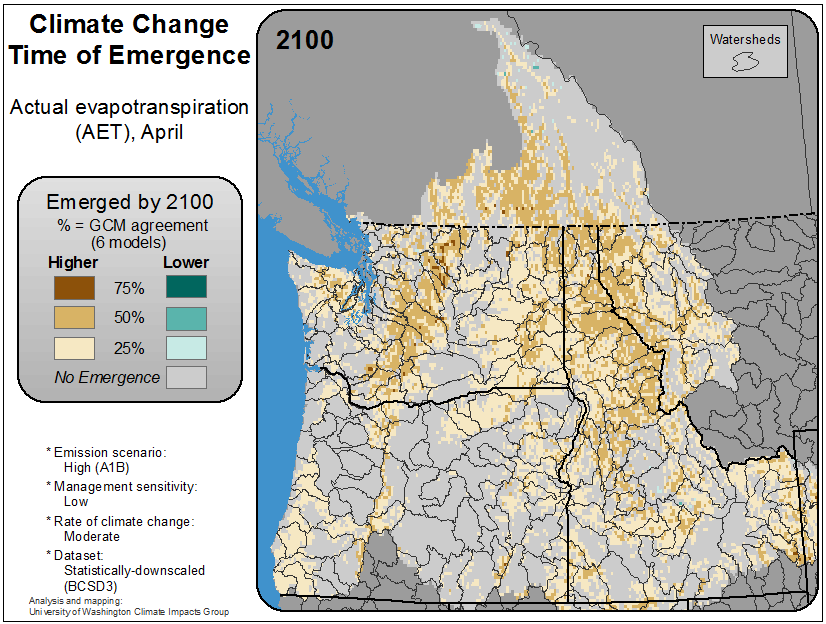 Climate Change
Time of Emergence
Actual evapotranspiration
(AET), April
Emerged by 2100
% = GCM agreement
(6 models)
Higher Lower
75%
50%
25%
No Emergence
* Emission scenario:
High (A1B)
* Management sensitivity:
Low
* Rate of climate change:
Moderate
* Dataset:
Statistically-downscaled
(BCSD3)
Analysis and mapping:
University of Washington Climate Impacts Group
2100
Watersheds